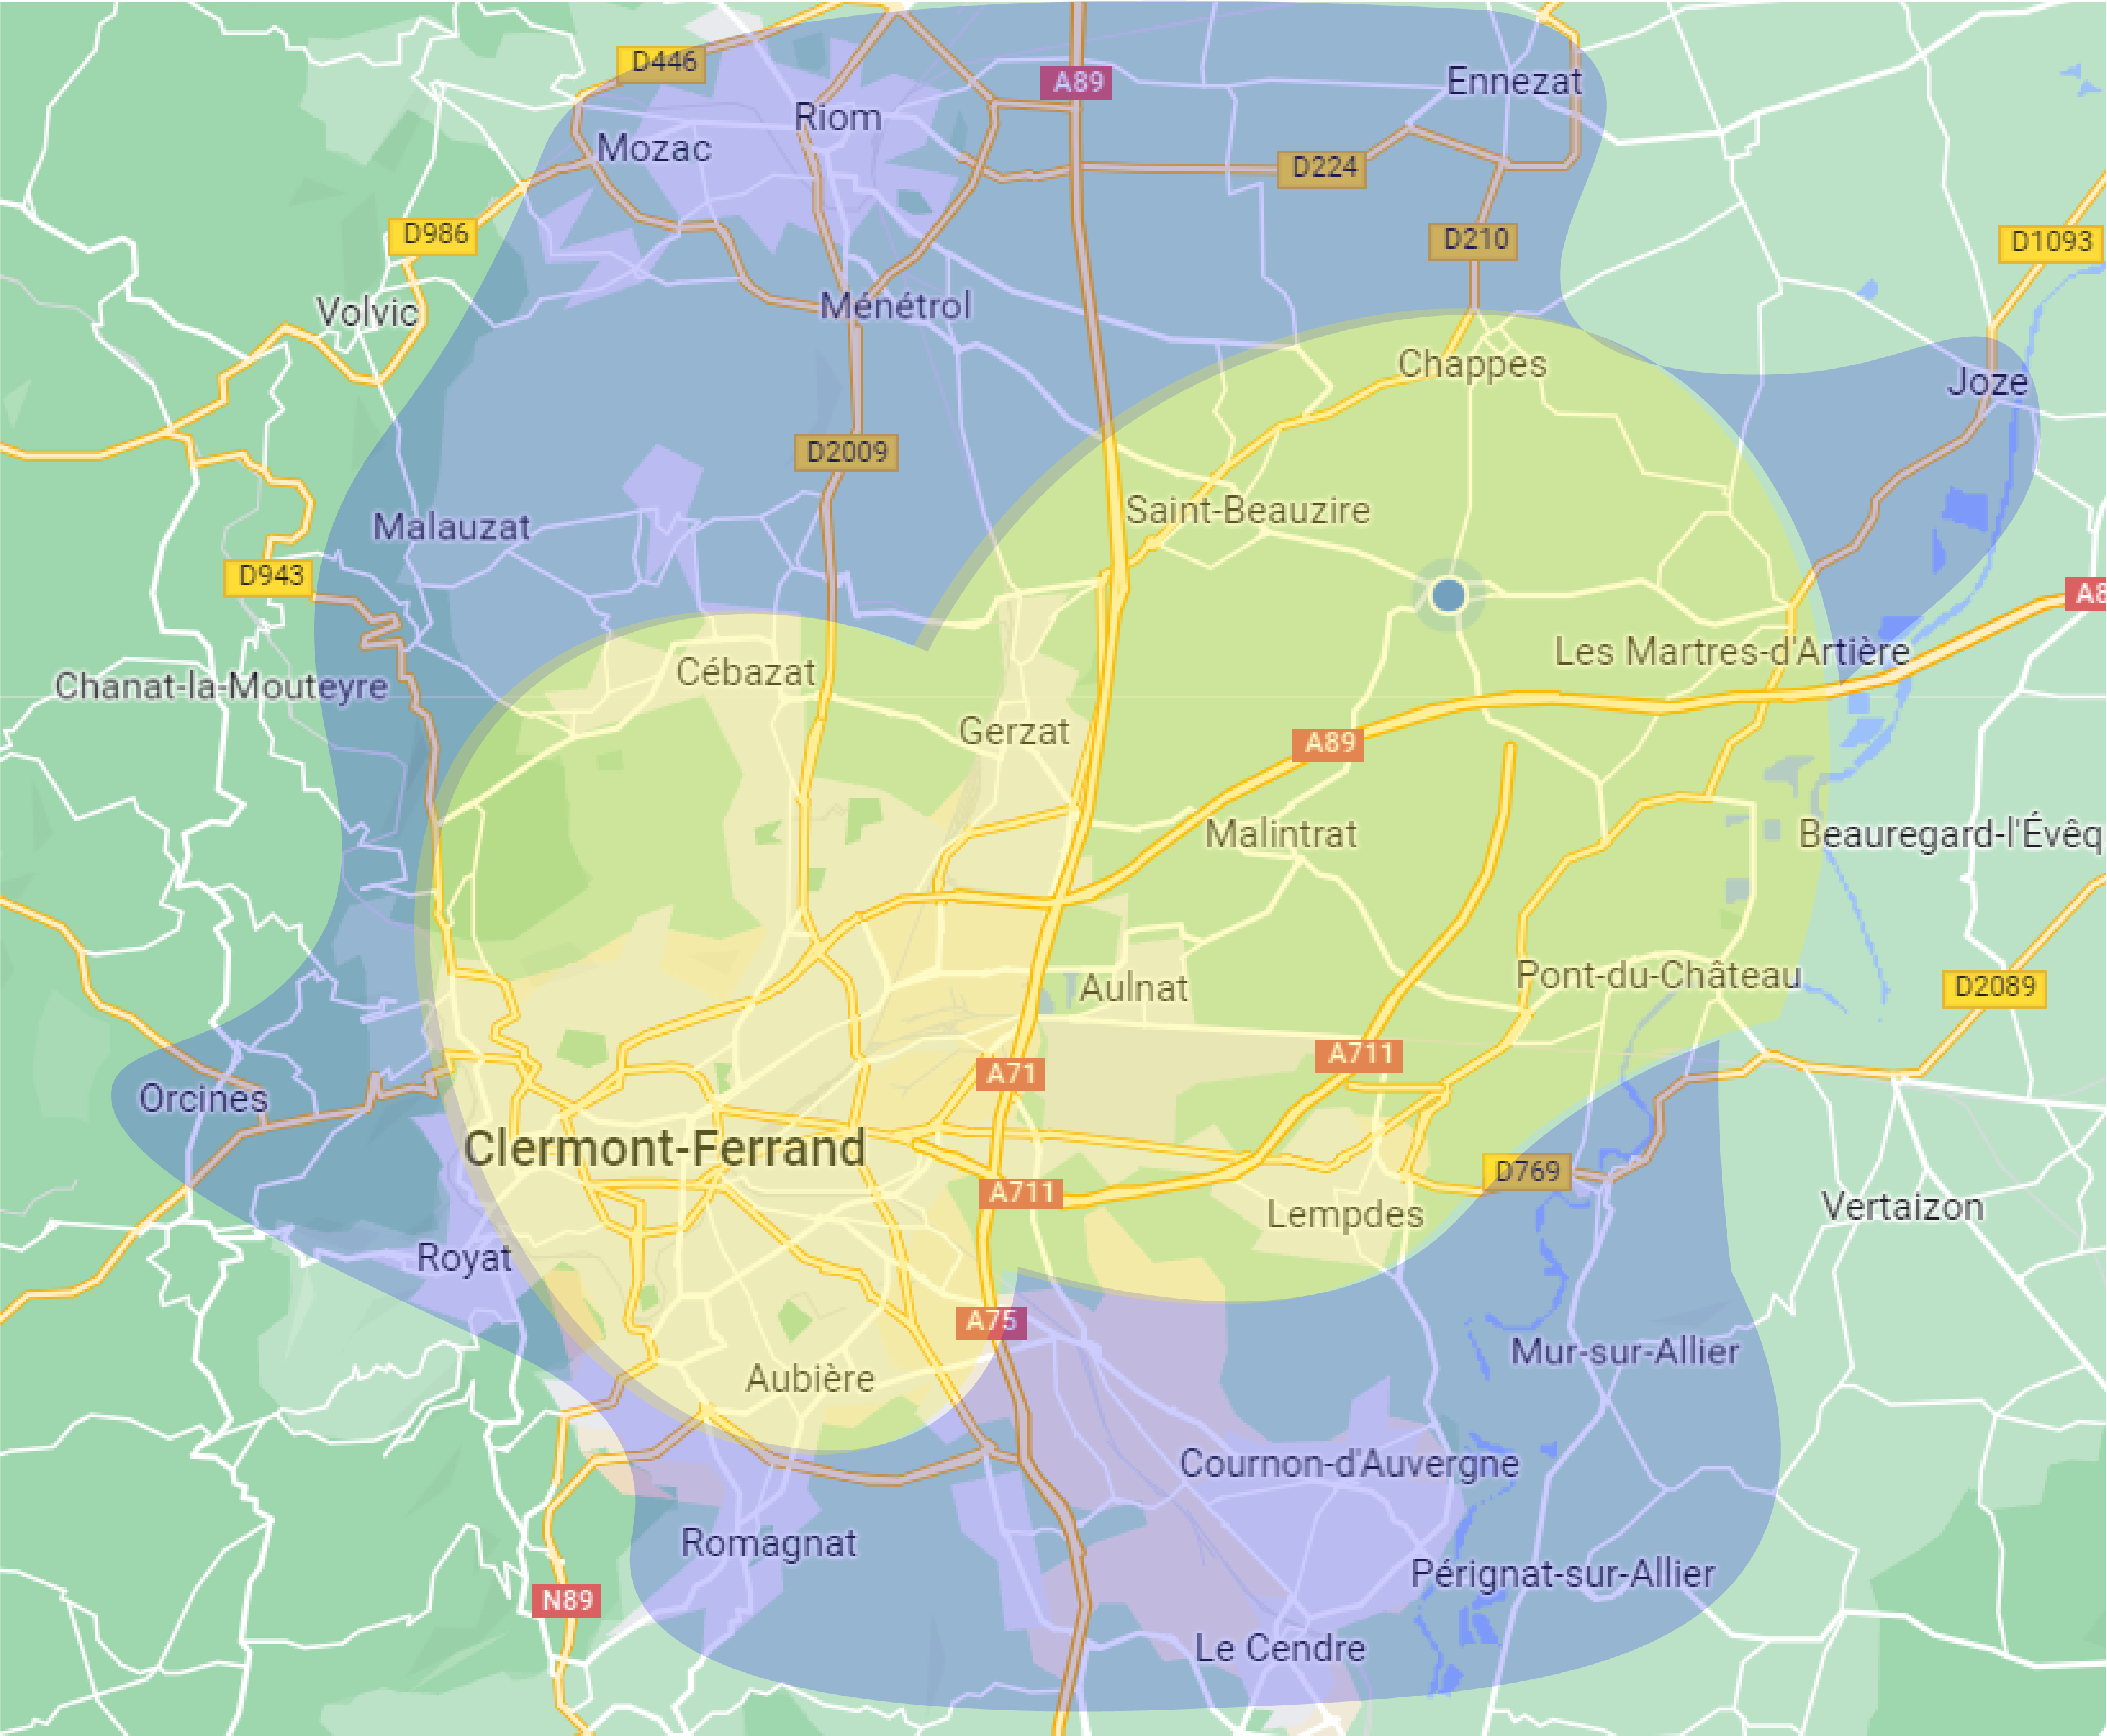 D446
A89
Ennezat
Riom
Mozac
D224
D986
D210
D1093
Volvic
Ménétrol
Chappes
Joze
D2009
Saint-Beauzire
Malauzat
D943
A8
Les Martres-d'Artière
Cébazat
Chanat-la-Mouteyre
Gerzat
A89
Malintrat
Beauregard-l'Évêq
Aulnat
Pont-du-Château
D2089
A711
A71
Orcines
Clermont-Ferrand
D769
A711
Lempdes
Vertaizon
Royat
A75
Mur-sur-Allier
Aubière
Cournon-d'Auvergne
Romagnat
Pérignat-sur-Allier
N89
Le Cendre